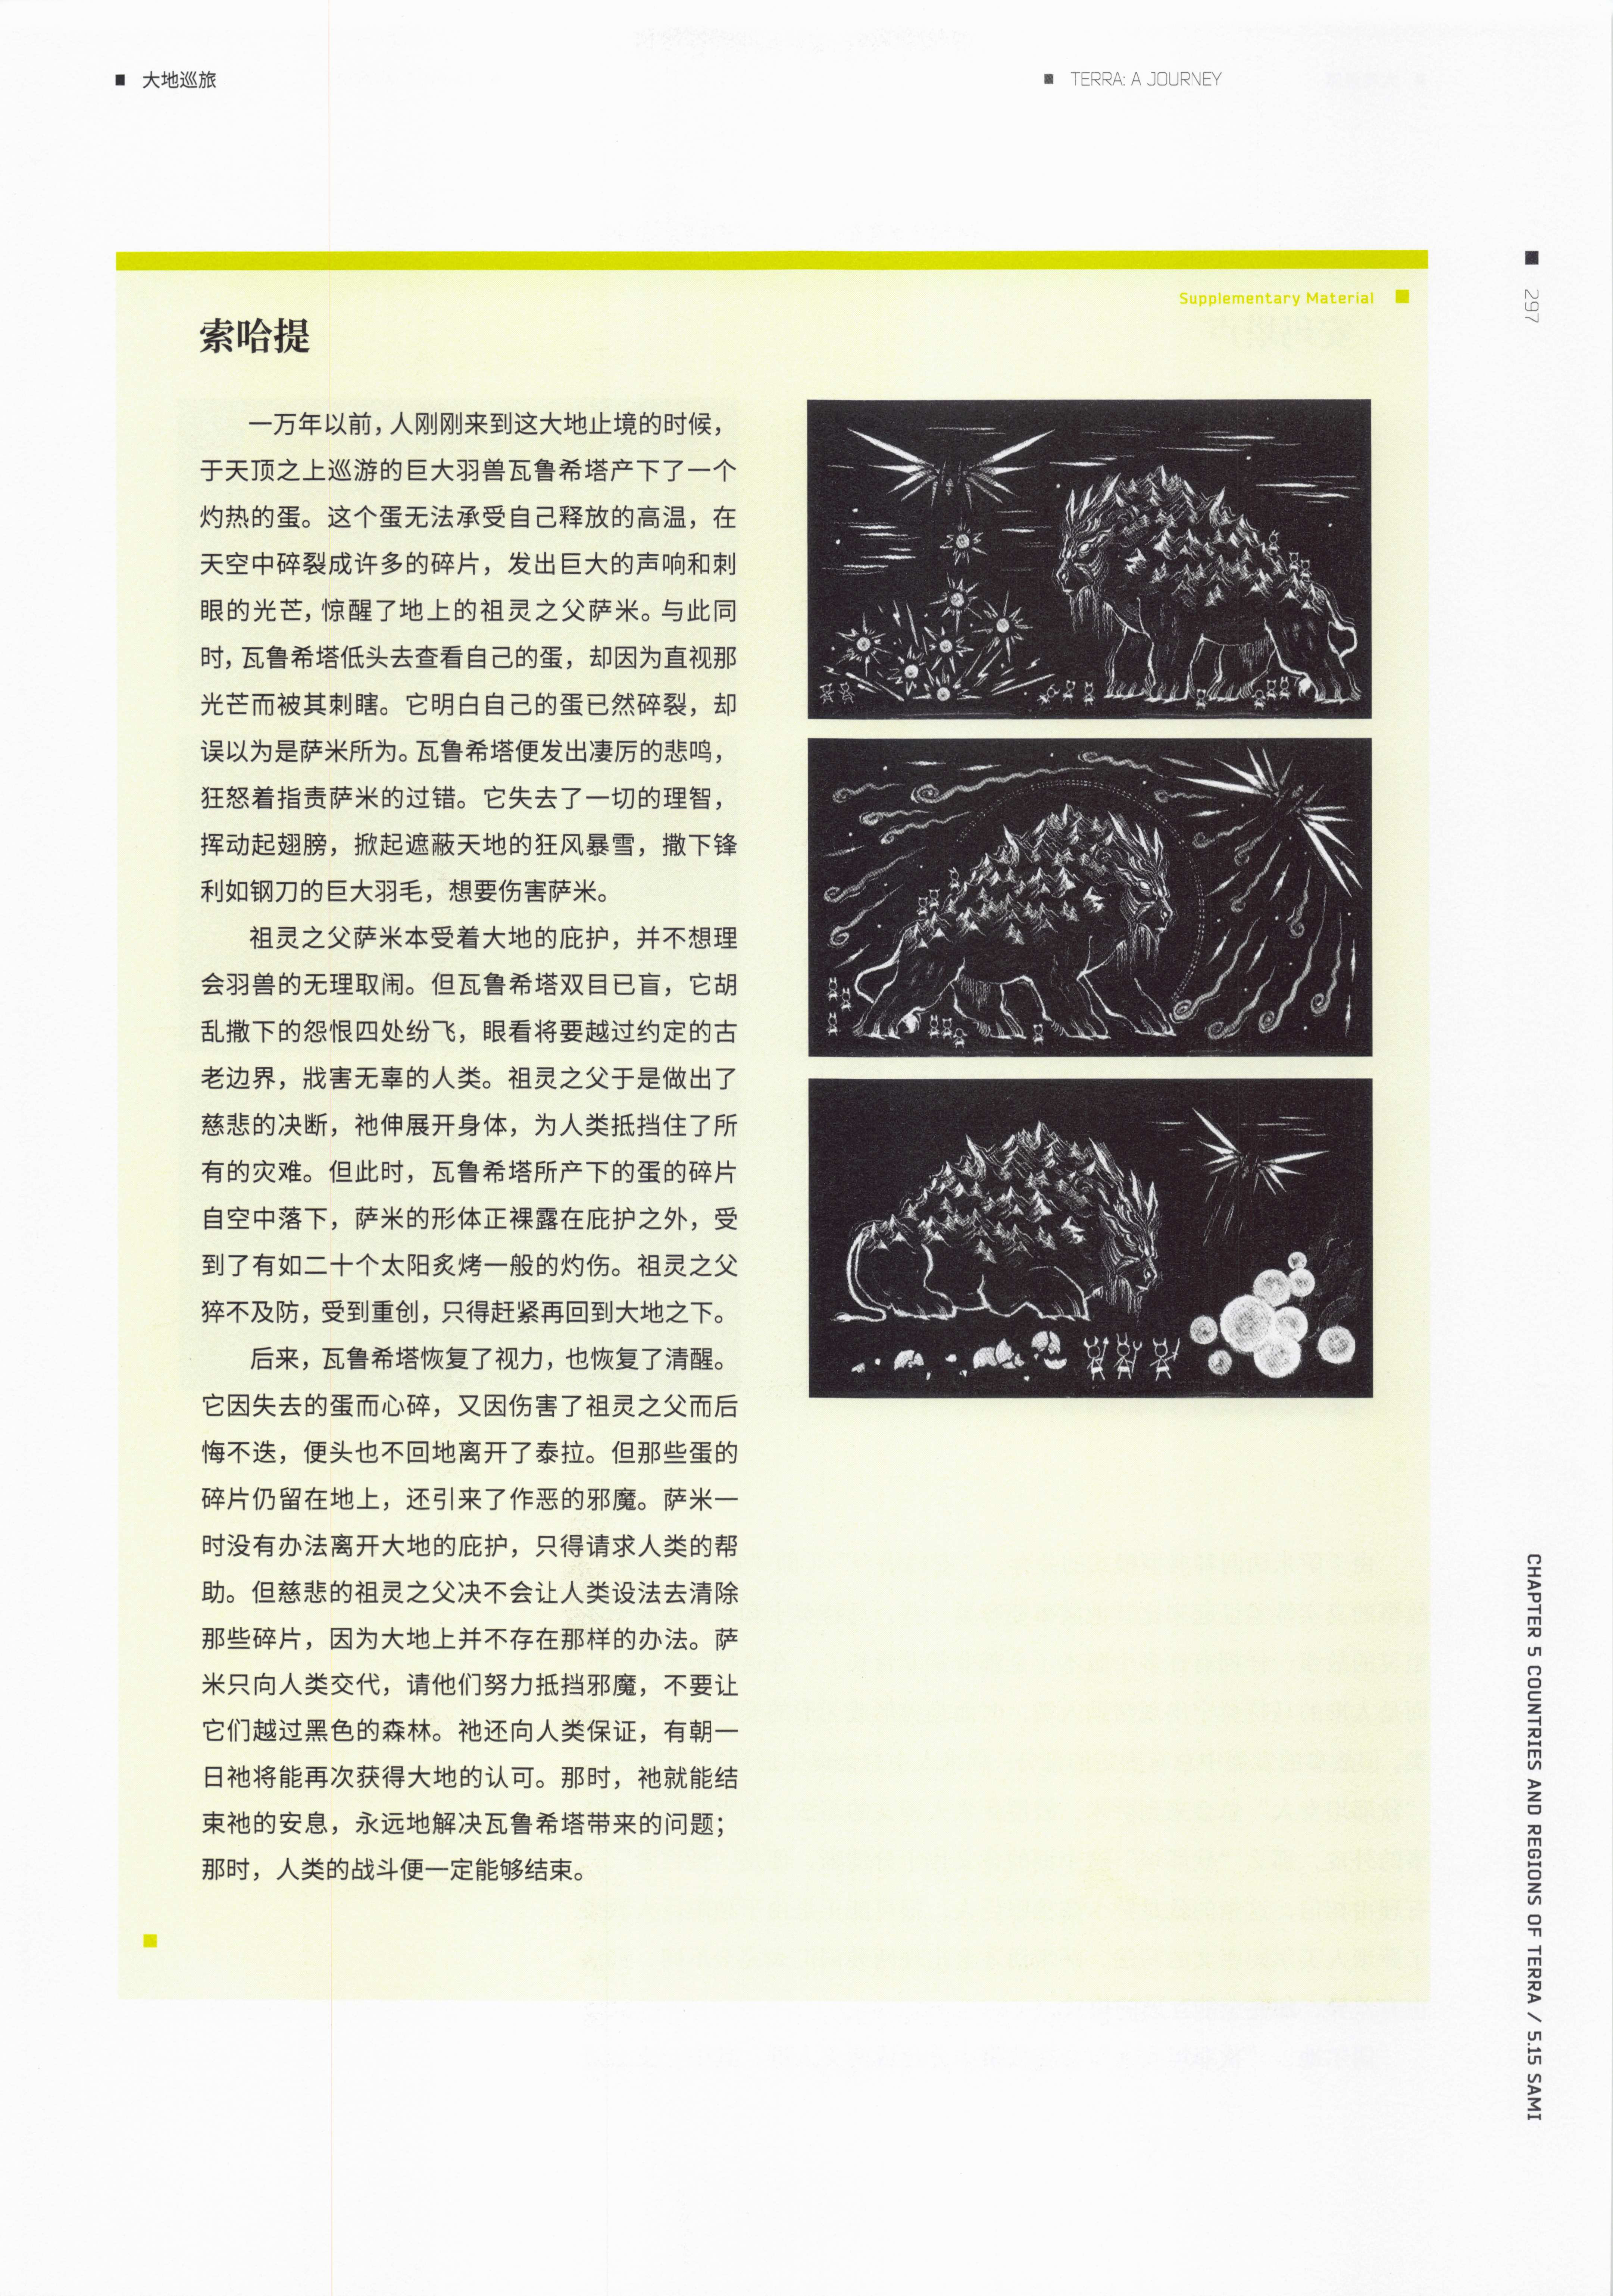 大地巡旅
TERRA: A JOURNEY
297
Supplementary Material
索哈提
一万年以前，人刚刚来到这大地止境的时候，
于天顶之上巡游的巨大羽兽瓦鲁希塔产下了一个
灼热的蛋。这个蛋无法承受自己释放的高温，在
天空中碎裂成许多的碎片，发出巨大的声响和刺
眼的光芒，惊醒了地上的祖灵之父萨米。与此同
时，瓦鲁希塔低头去查看自己的蛋，却因为直视那
光芒而被其刺瞎。它明白自己的蛋已然碎裂，却
误以为是萨米所为。瓦鲁希塔便发出凄厉的悲鸣，
狂怒着指责萨米的过错。它失去了一切的理智，
挥动起翅膀，掀起遮蔽天地的狂风暴雪，撒下锋
利如钢刀的巨大羽毛，想要伤害萨米。
祖灵之父萨米本受着大地的庇护，并不想理
会羽兽的无理取闹。但瓦鲁希塔双目已盲，它胡
乱撒下的怨恨四处纷飞，眼看将要越过约定的古
老边界，戕害无辜的人类。祖灵之父于是做出了
慈悲的决断，祂伸展开身体，为人类抵挡住了所
有的灾难。但此时，瓦鲁希塔所产下的蛋的碎片
自空中落下，萨米的形体正裸露在庇护之外，受
到了有如二十个太阳炙烤一般的灼伤。祖灵之父
猝不及防，受到重创，只得赶紧再回到大地之下。
后来，瓦鲁希塔恢复了视力，也恢复了清醒。
它因失去的蛋而心碎，又因伤害了祖灵之父而后
悔不迭，便头也不回地离开了泰拉。但那些蛋的
碎片仍留在地上，还引来了作恶的邪魔。萨米一
时没有办法离开大地的庇护，只得请求人类的帮
助。但慈悲的祖灵之父决不会让人类设法去清除
那些碎片，因为大地上并不存在那样的办法。萨
米只向人类交代，请他们努力抵挡邪魔，不要让
它们越过黑色的森林。祂还向人类保证，有朝一
日祂将能再次获得大地的认可。那时，祂就能结
束祂的安息，永远地解决瓦鲁希塔带来的问题；
那时，人类的战斗便一定能够结束。
CHAPTER 5 COUNTRIES AND REGIONS OF TERRA / 5.15 SAMI